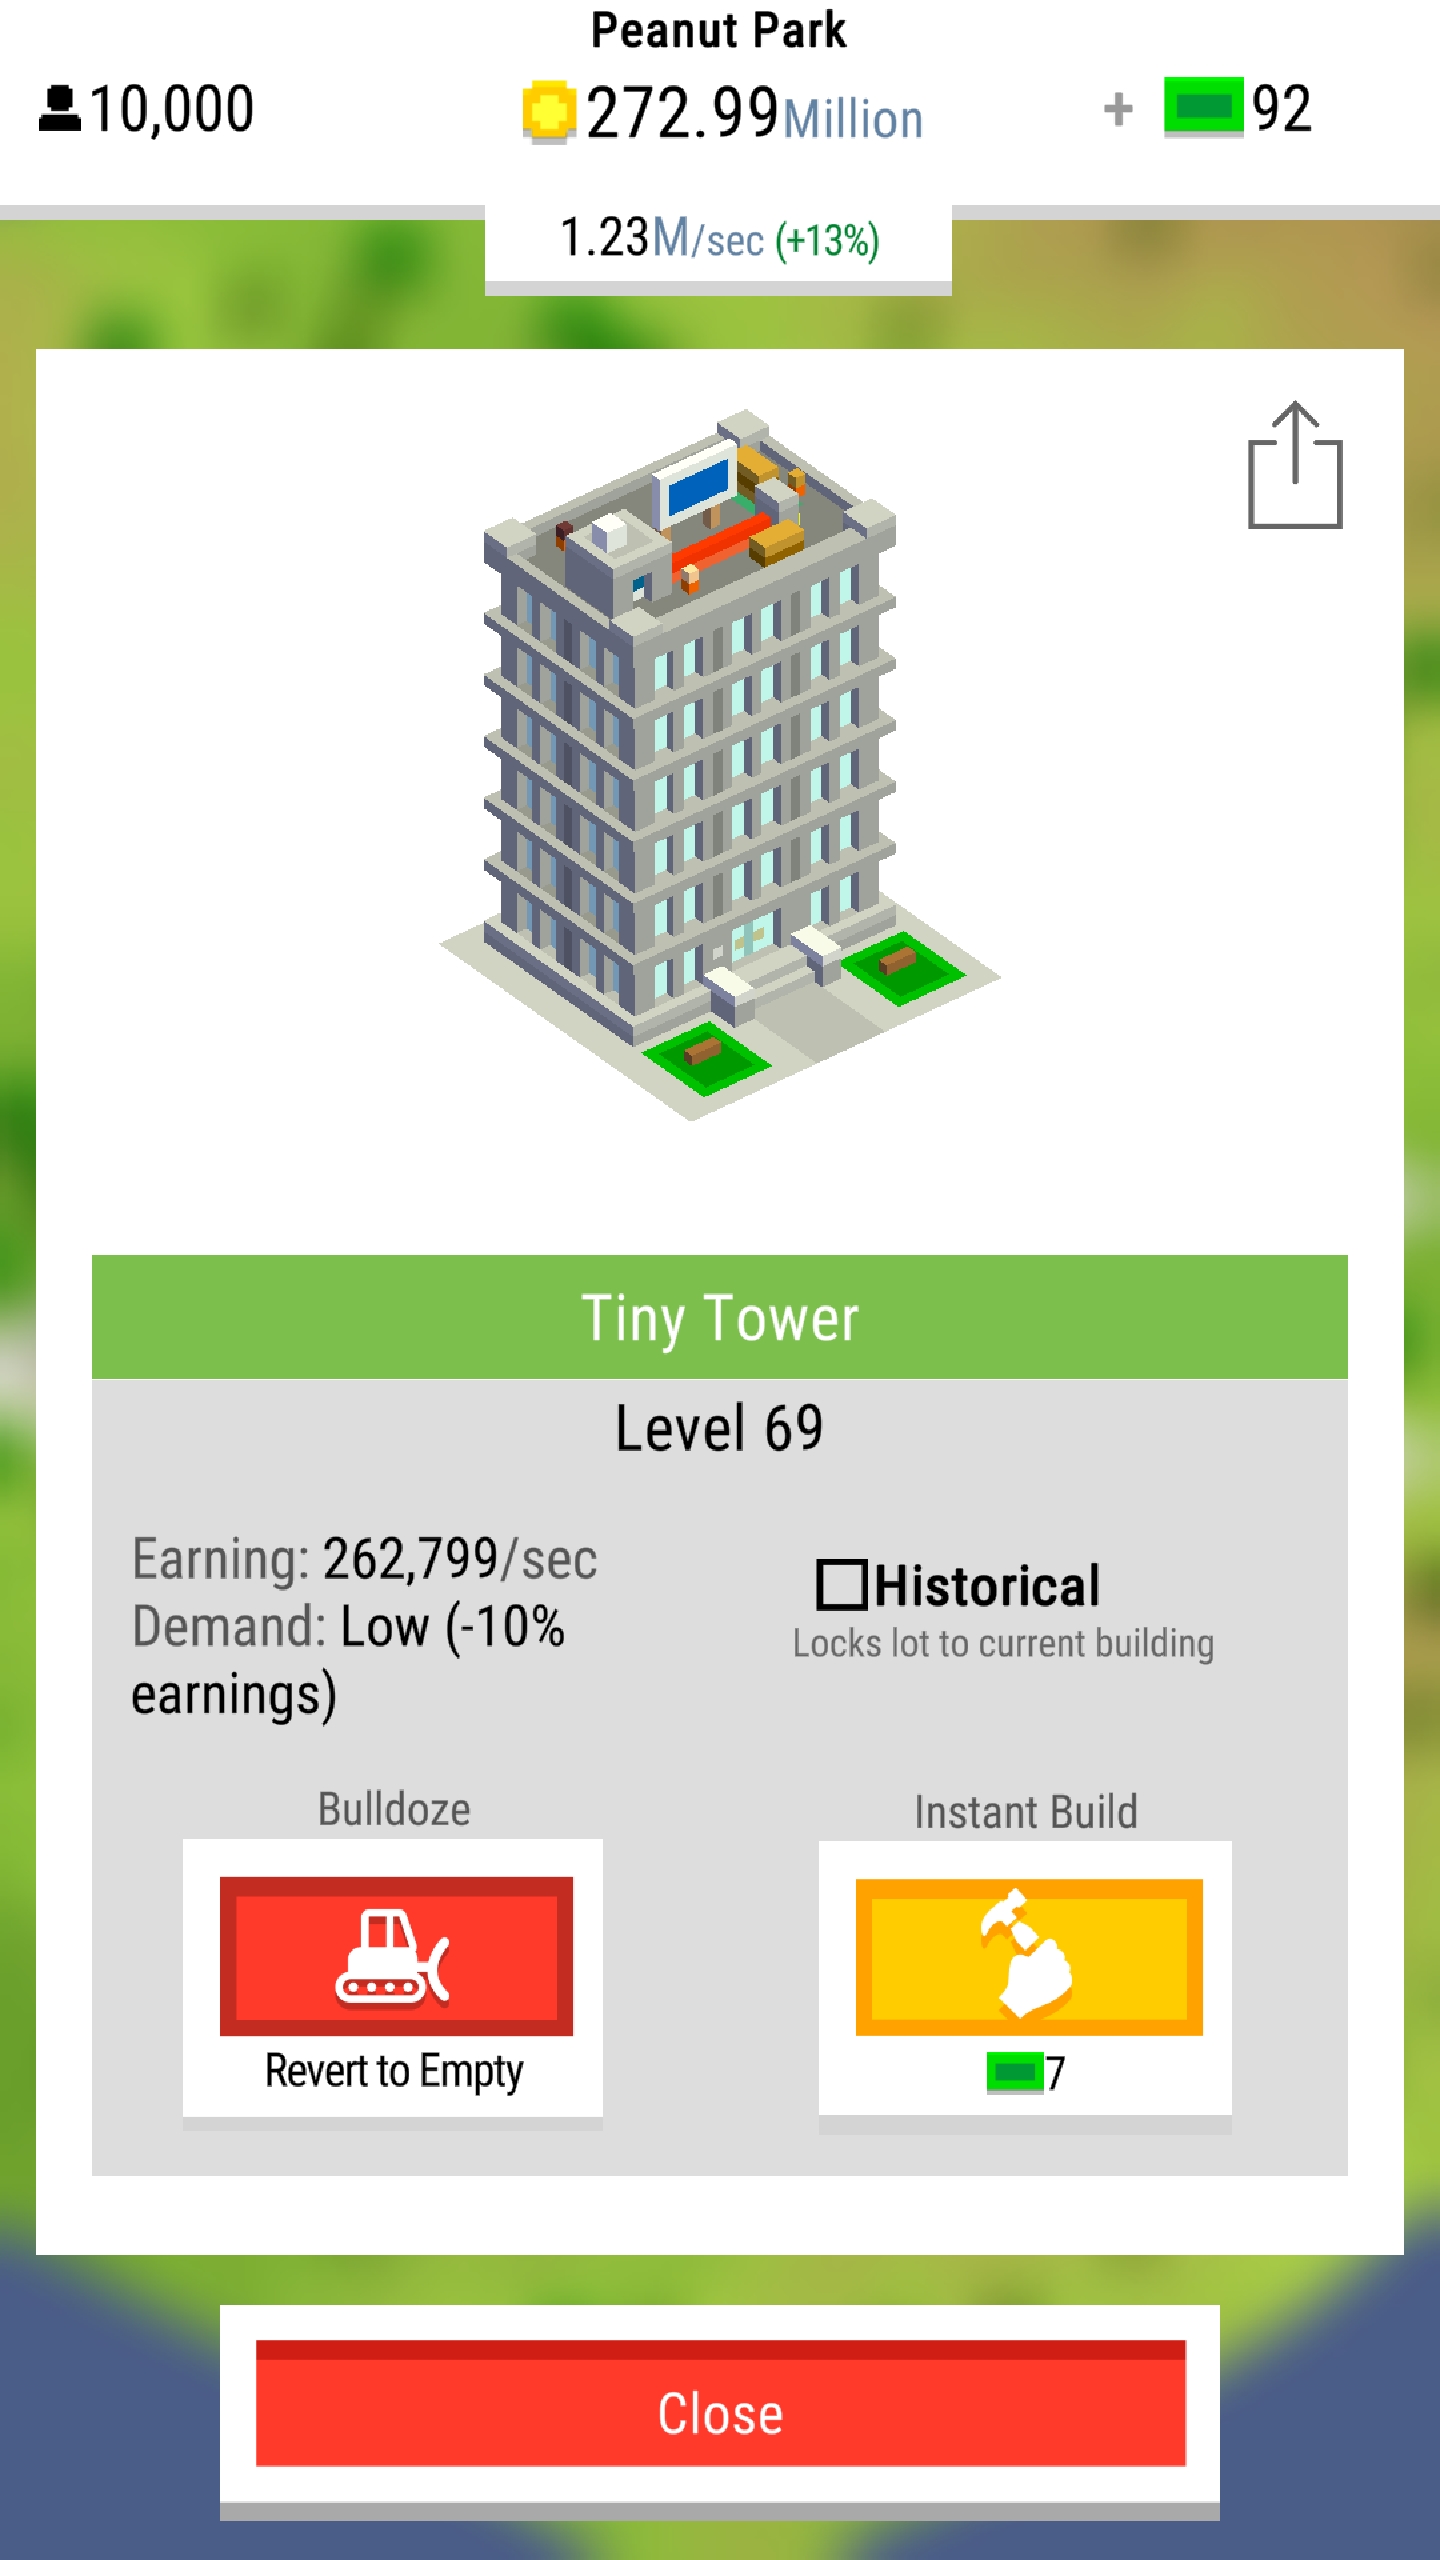 Peanut Park
10,000
272.99Million
+ 92
1.23M/sec (+13%)
Tiny Tower
Level 69
Earning: 262,799/sec
Demand: Low (-10%
earnings)
Historical
Locks lot to current building
Bulldoze
Revert to Empty
Instant Build
7
Close